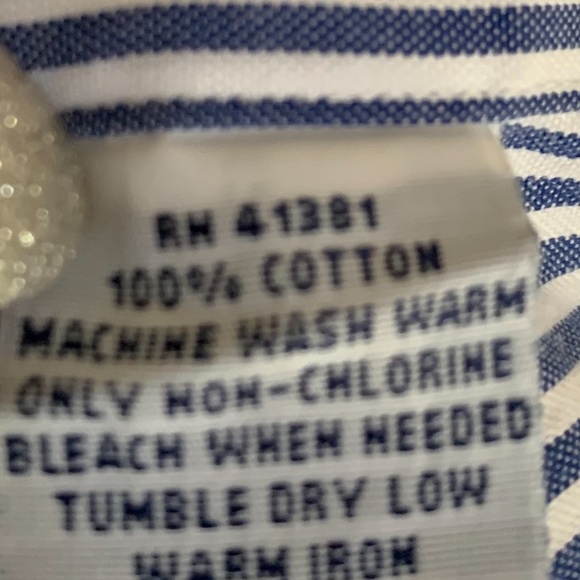 RN 41381
100% COTTON
MACHINE WASH WARM
ONLY NON-CHLORINE
BLEACH WHEN NEEDED
TUMBLE DRY LOW
WARM IRON